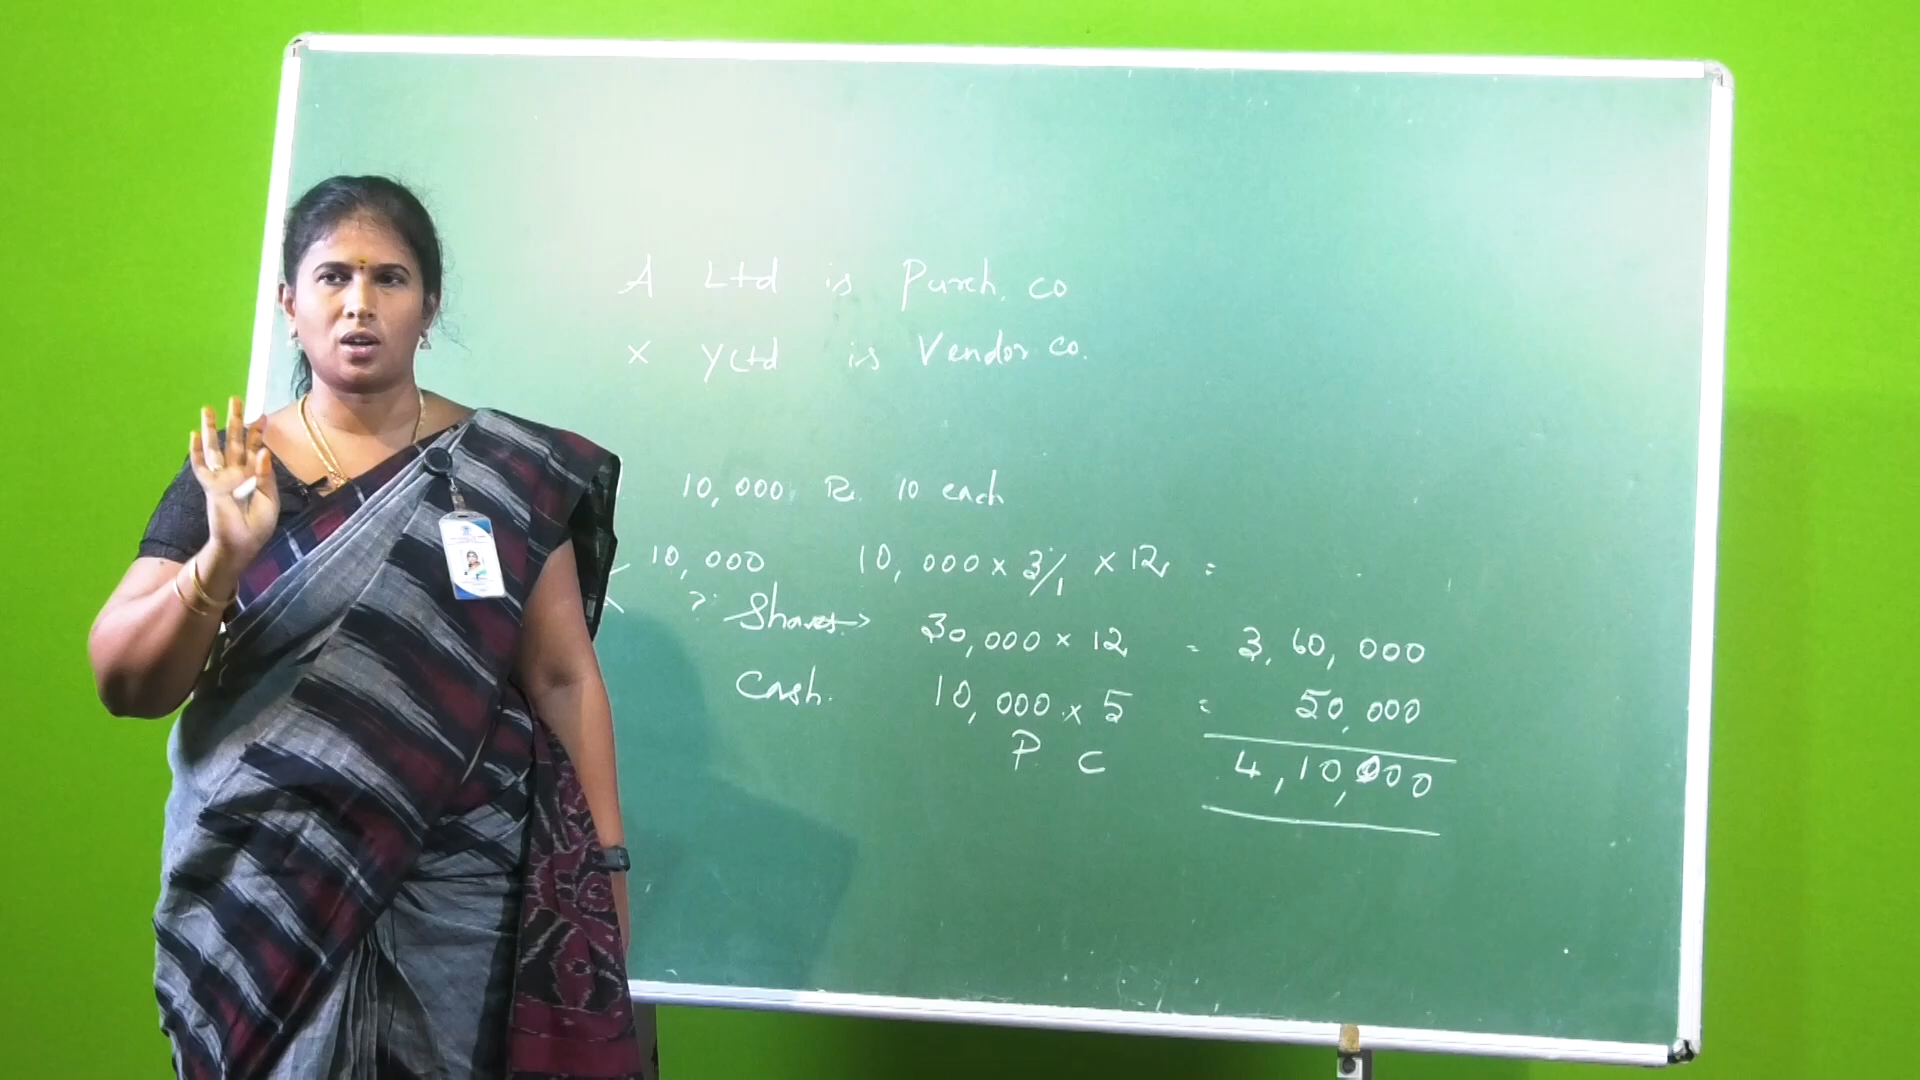 A Ltd is Purch. co
X Y Ltd is Vendor co.
10,000 Rs. 10 each
10,000 10,000 × 3/1 × 12 =
? Shares → 30,000 × 12 = 3,60,000
Cash. 10,000 × 5 = 50,000
P C 4,10,000